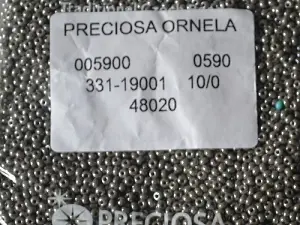 PRECIOSA ORNELA
005900 0590
331-19001 10/0
48020
PRECIOSA